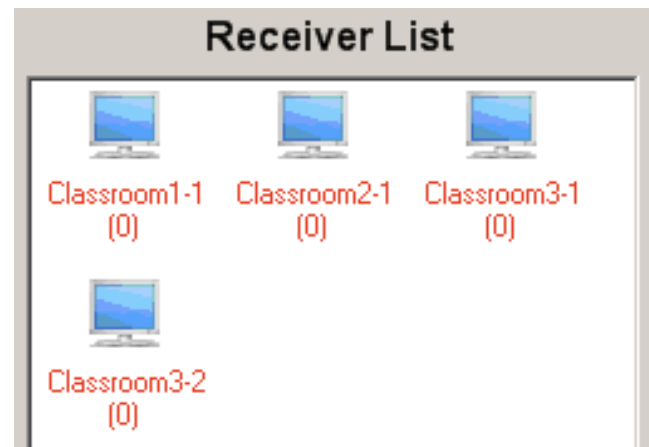 Receiver List
Classroom1-1 Classroom2-1 Classroom3-1
(0) (0) (0)
Classroom3-2
(0)